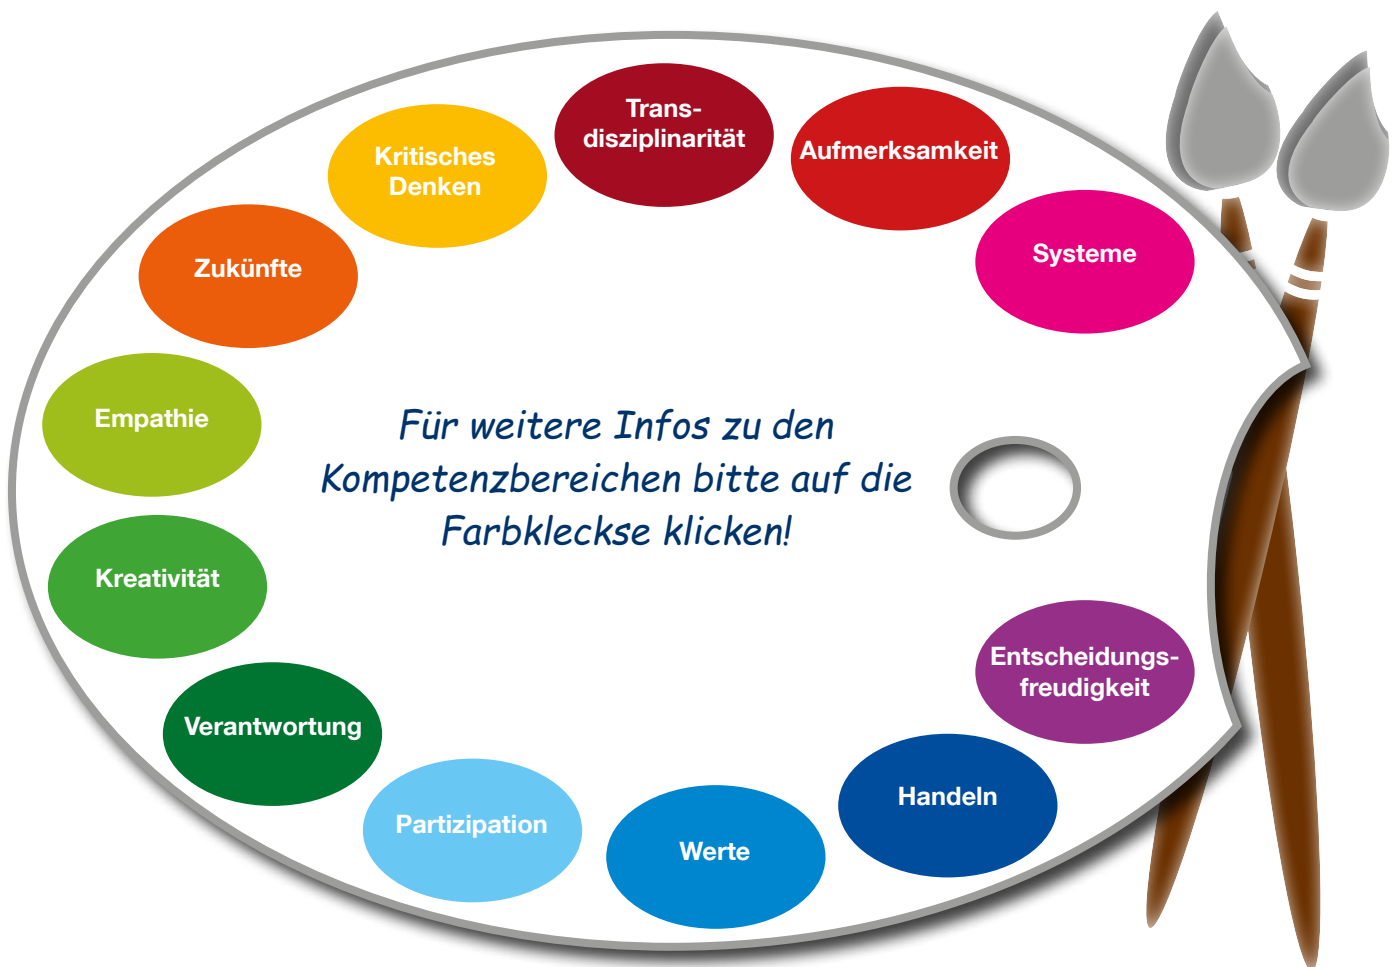 Trans-
disziplinarität
Aufmerksamkeit
Kritisches
Denken
Systeme
Zukünfte
Empathie
Für weitere Infos zu den
Kompetenzbereichen bitte auf die
Farbkleckse klicken!
Kreativität
Entscheidungs-
freudigkeit
Verantwortung
Handeln
Partizipation
Werte